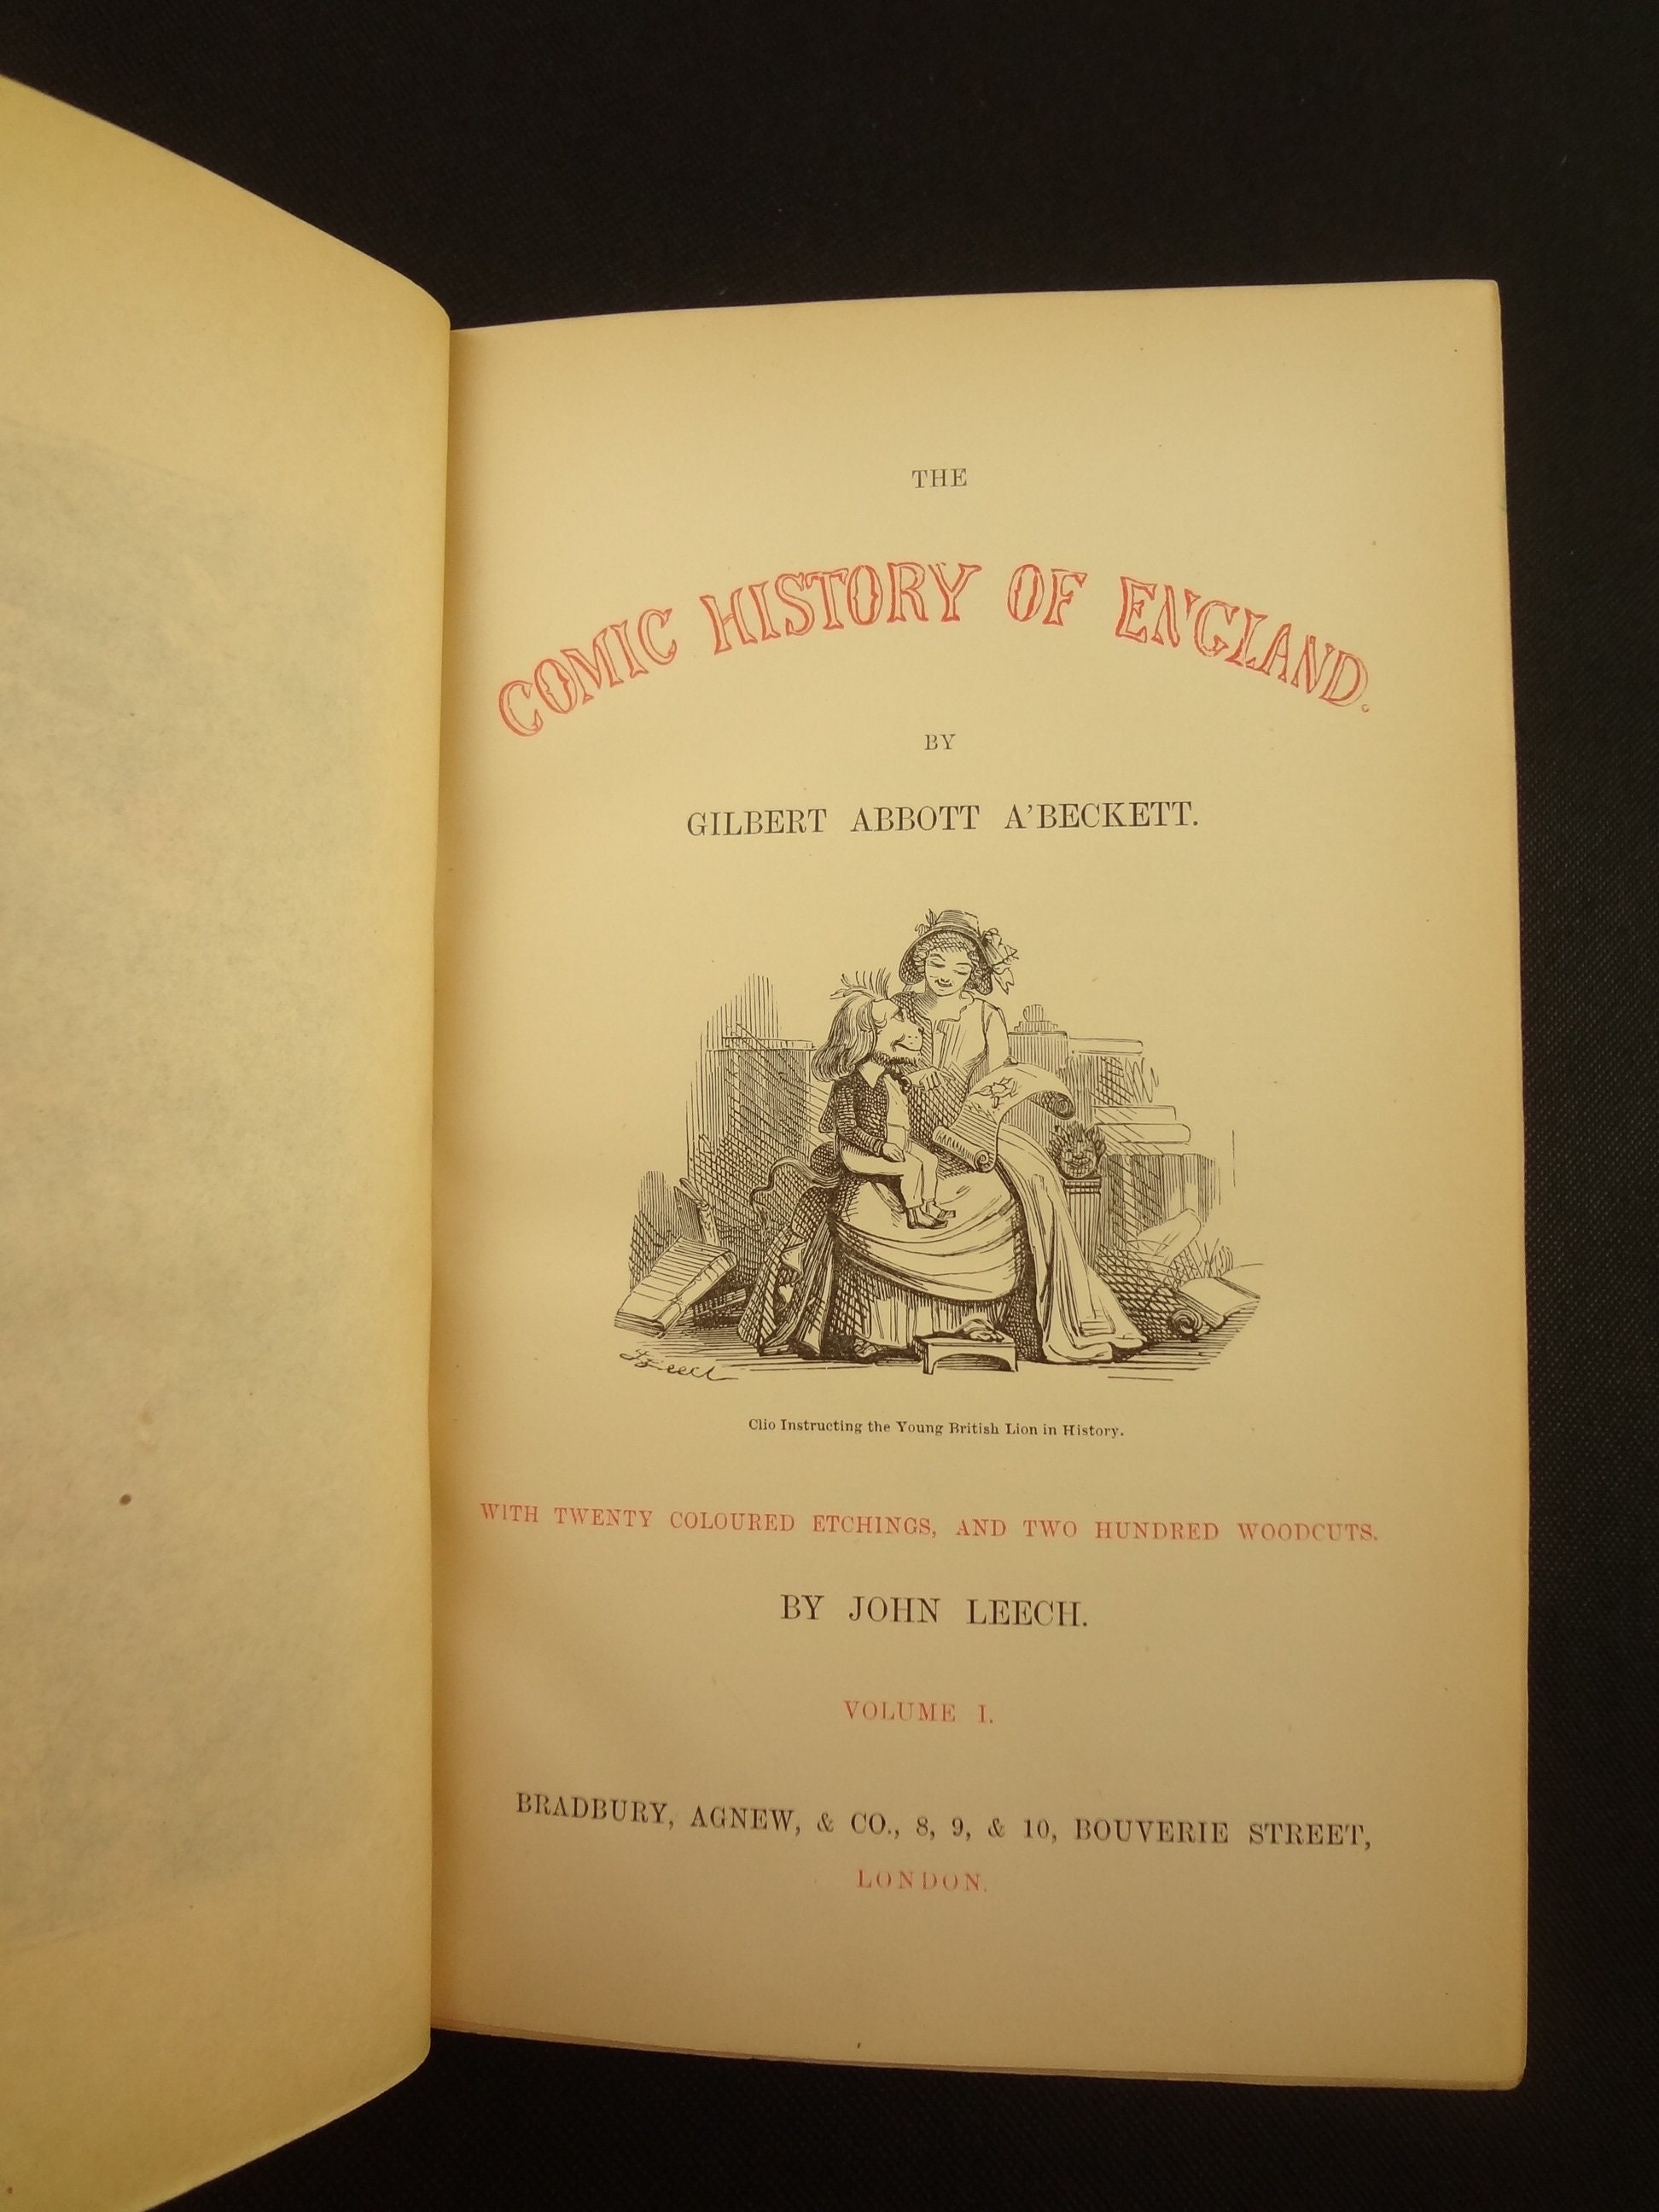 THE
COMIC HISTORY OF ENGLAND.
BY
GILBERT ABBOTT A'BECKETT.
J Leech
Clio Instructing the Young British Lion in History.
WITH TWENTY COLOURED ETCHINGS, AND TWO HUNDRED WOODCUTS.
BY JOHN LEECH.
VOLUME I.
BRADBURY, AGNEW, & CO., 8, 9, & 10, BOUVERIE STREET,
LONDON.